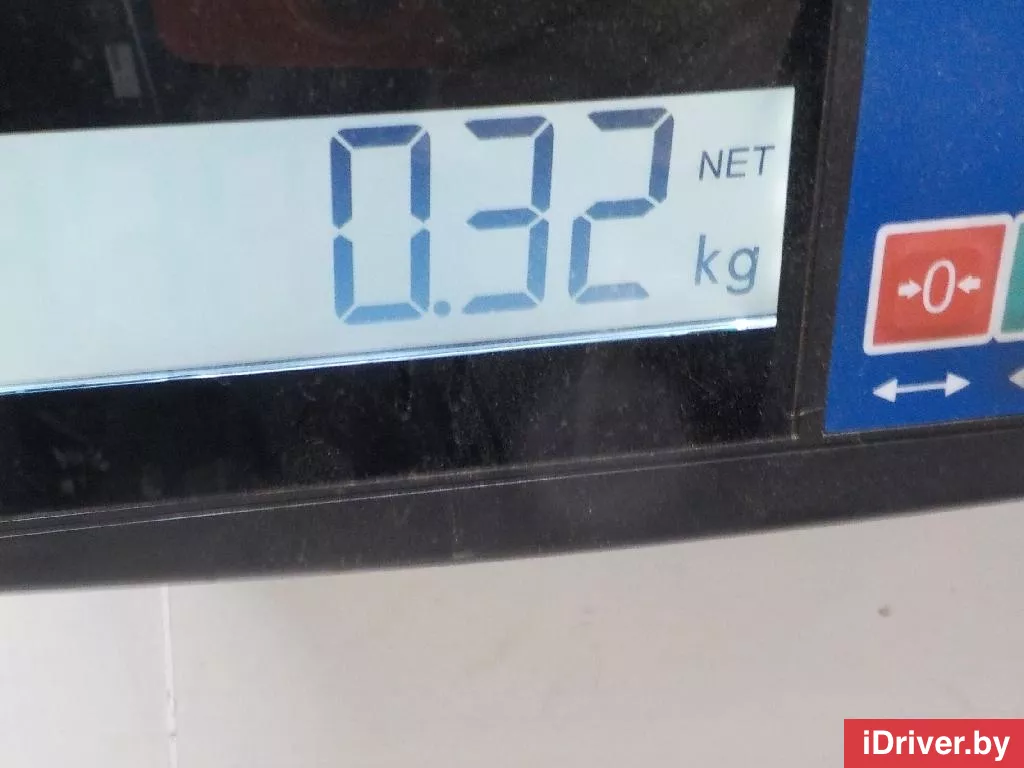 0.32 NET
kg
→0←
iDriver.by